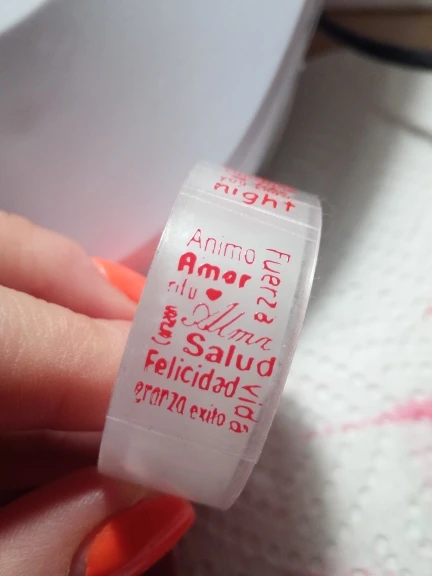 night
Animo
Fuerza
Amor
Alma
Salud
Felicidad
vida
exito